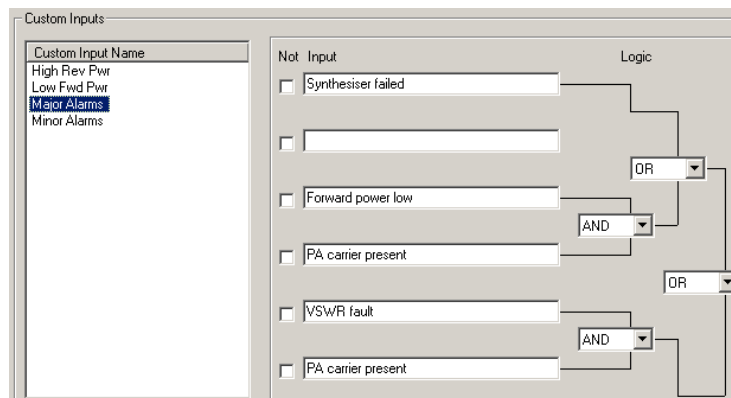 Custom Inputs
Custom Input Name
High Rev Pwr
Low Fwd Pwr
Major Alarms
Minor Alarms
Not Input Logic
Synthesiser failed
OR
Forward power low
AND
PA carrier present
OR
VSWR fault
AND
PA carrier present